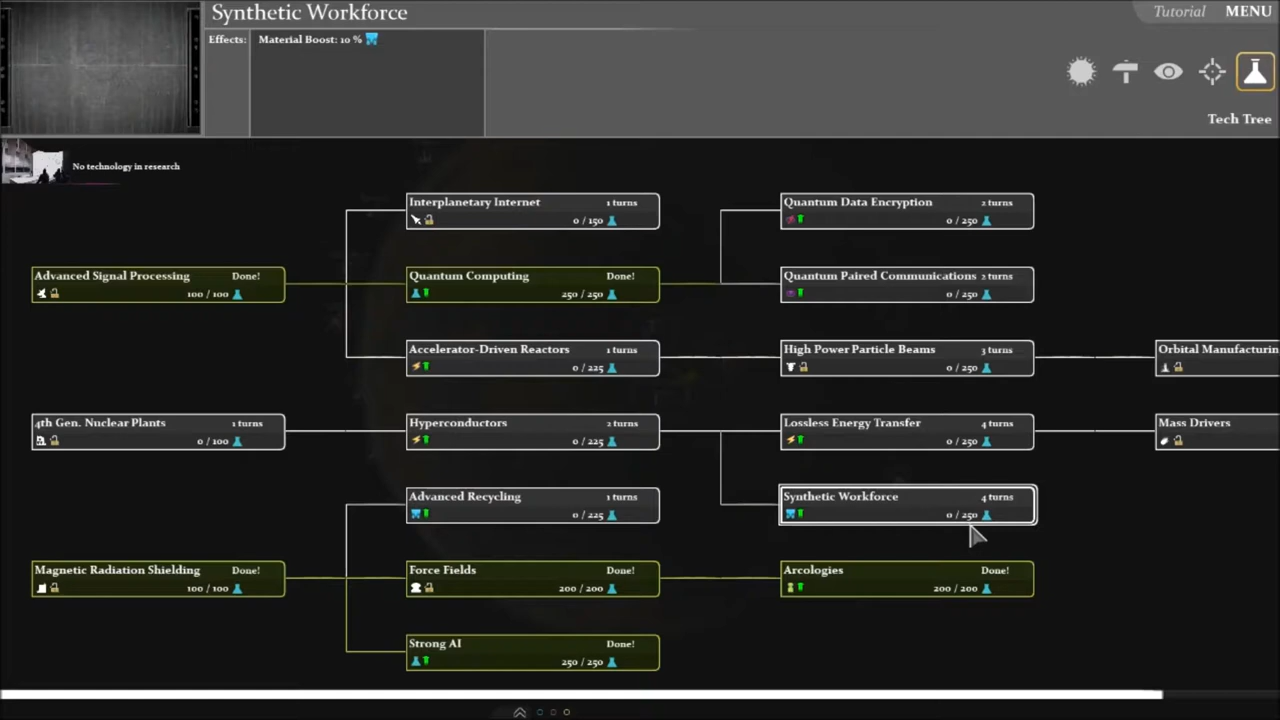 Synthetic Workforce
Tutorial MENU
Effects: Material Boost: 10 %
Tech Tree
No technology in research
Interplanetary Internet 1 turns
0 / 150
Quantum Data Encryption 2 turns
0 / 250
Advanced Signal Processing Done!
100 / 100
Quantum Computing Done!
250 / 250
Quantum Paired Communications 2 turns
0 / 250
Accelerator-Driven Reactors 1 turns
0 / 225
High Power Particle Beams 3 turns
0 / 250
Orbital Manufacturin
4th Gen. Nuclear Plants 1 turns
0 / 100
Hyperconductors 2 turns
0 / 225
Lossless Energy Transfer 4 turns
0 / 250
Mass Drivers
Advanced Recycling 1 turns
0 / 225
Synthetic Workforce 4 turns
0 / 250
Magnetic Radiation Shielding Done!
100 / 100
Force Fields Done!
200 / 200
Arcologies Done!
200 / 200
Strong AI Done!
250 / 250